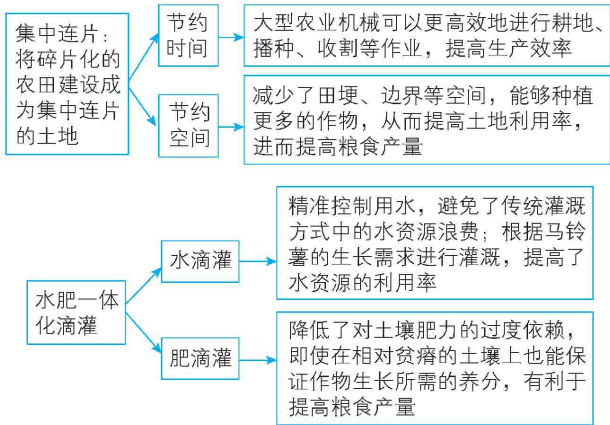 集中连片：
将碎片化的
农田建设成
为集中连片
的土地
节约
时间
大型农业机械可以更高效地进行耕地、
播种、收割等作业，提高生产效率
节约
空间
减少了田埂、边界等空间，能够种植
更多的作物，从而提高土地利用率，
进而提高粮食产量
水肥一体
化滴灌
水滴灌
精准控制用水，避免了传统灌溉
方式中的水资源浪费；根据马铃
薯的生长需求进行灌溉，提高了
水资源的利用率
肥滴灌
降低了对土壤肥力的过度依赖，
即使在相对贫瘠的土壤上也能保
证作物生长所需的养分，有利于
提高粮食产量